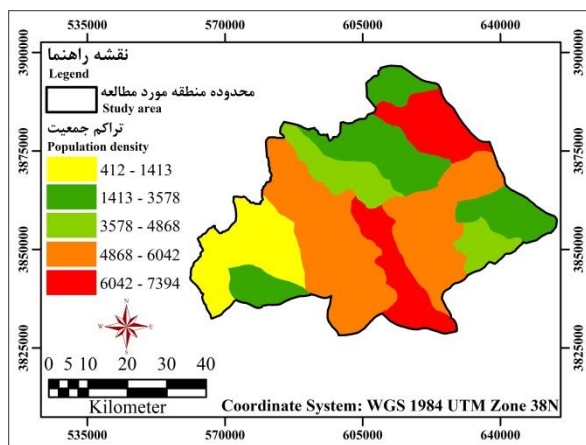 535000 570000 605000 640000
3900000 3900000
3875000 3875000
3850000 3850000
3825000 3825000
نقشه راهنما
Legend
محدوده منطقه مورد مطالعه
Study area
تراکم جمعیت
Population density
412 - 1413
1413 - 3578
3578 - 4868
4868 - 6042
6042 - 7394
N
W E
S
0 5 10 20 30 40
Kilometer
Coordinate System: WGS 1984 UTM Zone 38N
535000 570000 605000 640000